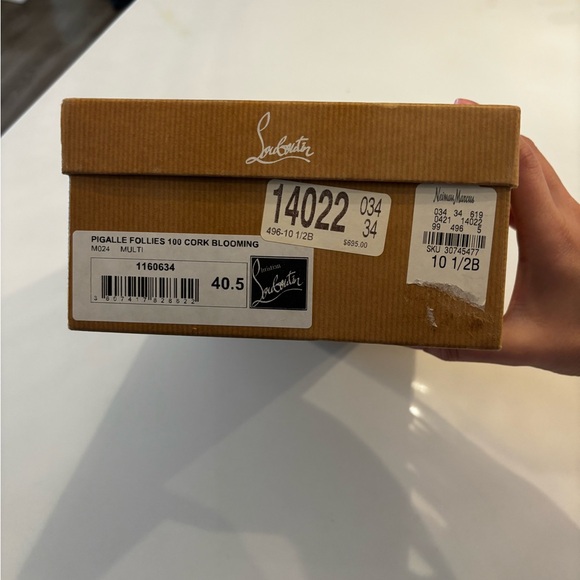 Louboutin
14022 034
34
496-10 1/2B
$695.00
Neiman Marcus
034 34 619
0421 14022
99 496 5
SKU 30745477
10 1/2B
PIGALLE FOLLIES 100 CORK BLOOMING
M024 MULTI
1160634
40.5
Christian
Louboutin